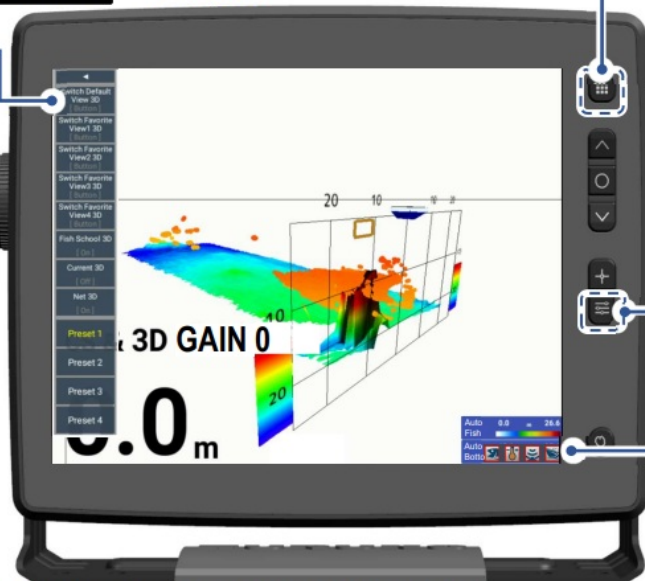 Switch Default
View 3D
[ Button ]
Switch Favorite
View1 3D
[ Button ]
Switch Favorite
View2 3D
[ Button ]
Switch Favorite
View3 3D
[ Button ]
Switch Favorite
View4 3D
[ Button ]
Fish School 3D
[ On ]
Current 3D
[ Off ]
Net 3D
[ On ]
Preset 1
Preset 2
Preset 3
Preset 4
20 10 10 20
40
20
& 3D GAIN 0
.0 m
Auto 0.0 26.6
Fish
Auto
Botto